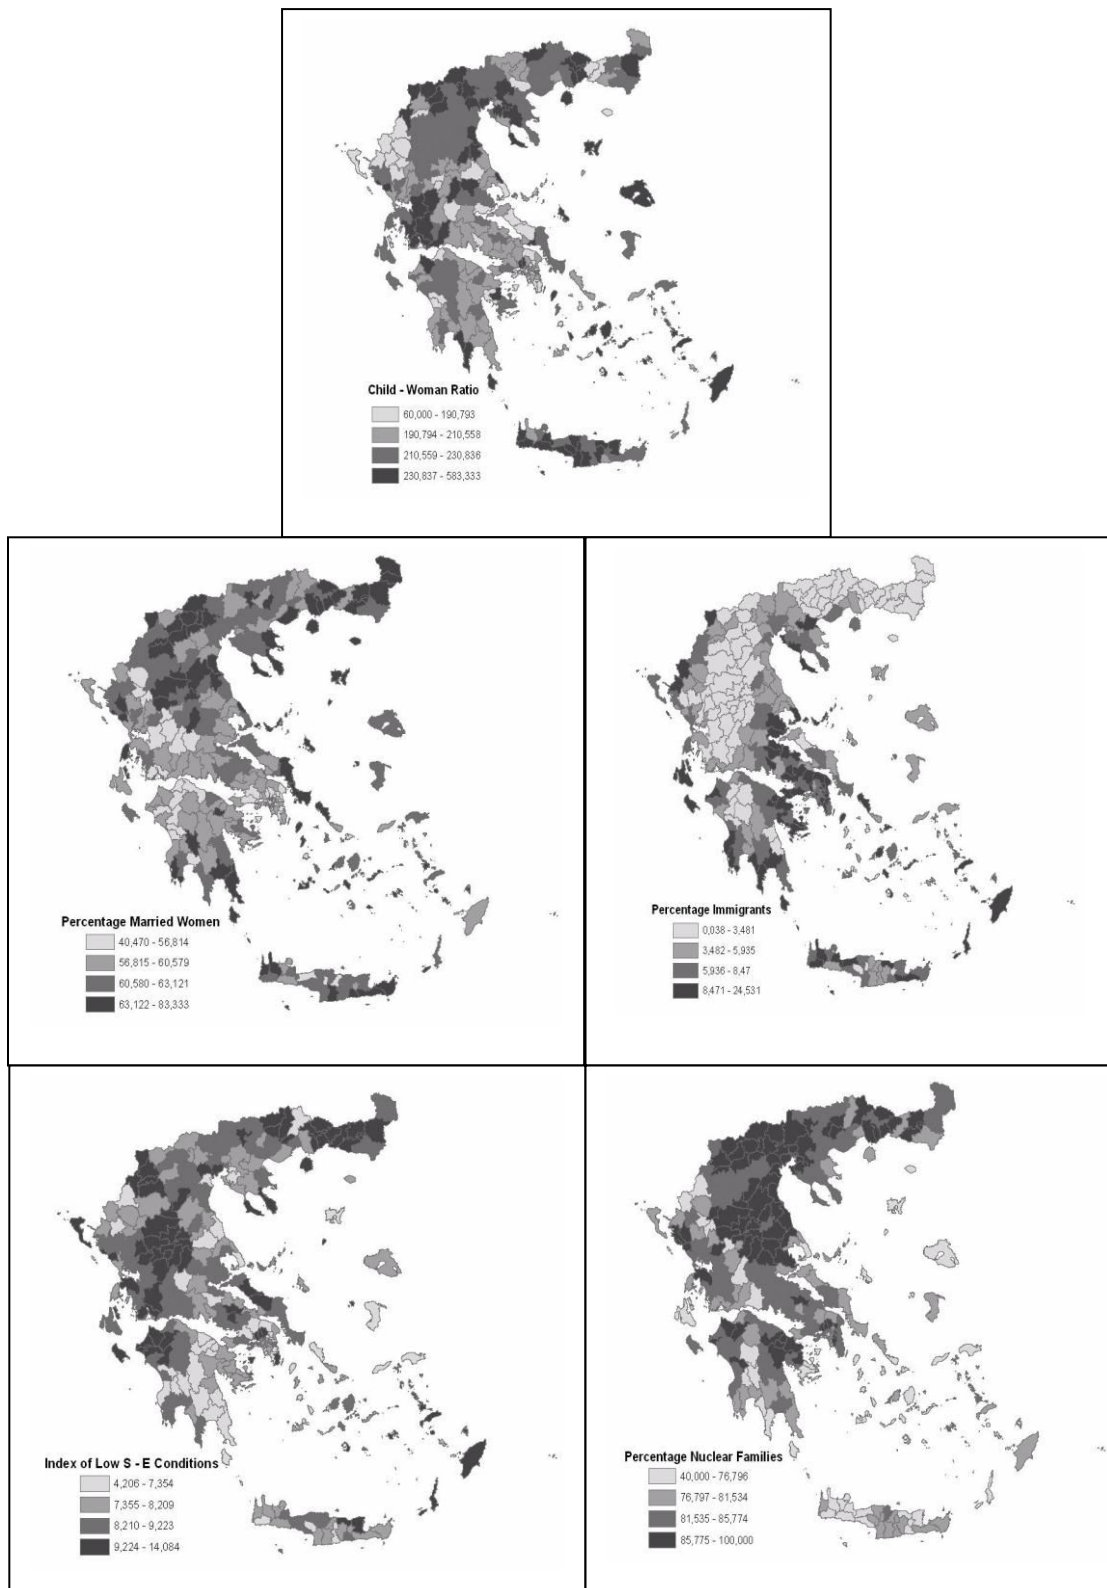 Child - Woman Ratio
60,000 - 190,793
190,794 - 210,558
210,559 - 230,836
230,837 - 583,333
Percentage Married Women
40,470 - 56,814
56,815 - 60,579
60,580 - 63,121
63,122 - 83,333
Percentage Immigrants
0,038 - 3,481
3,482 - 5,935
5,936 - 8,47
8,471 - 24,531
Index of Low S - E Conditions
4,206 - 7,354
7,355 - 8,209
8,210 - 9,223
9,224 - 14,084
Percentage Nuclear Families
40,000 - 76,796
76,797 - 81,534
81,535 - 85,774
85,775 - 100,000